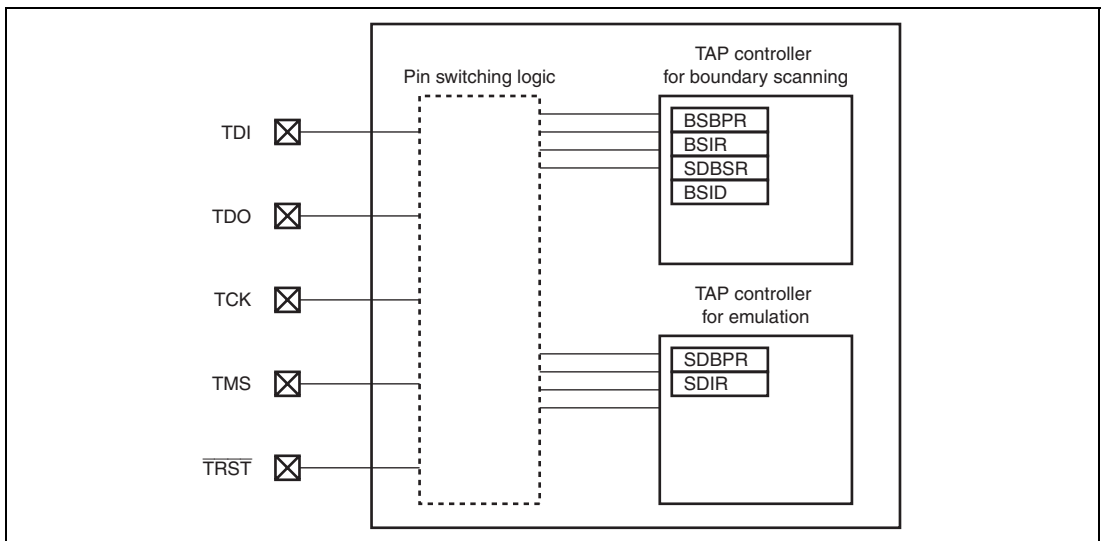 TAP controller
for boundary scanning
Pin switching logic
BSBPR
BSIR
SDBSR
BSID
TDI
TDO
TCK
TMS
TRST
TAP controller
for emulation
SDBPR
SDIR